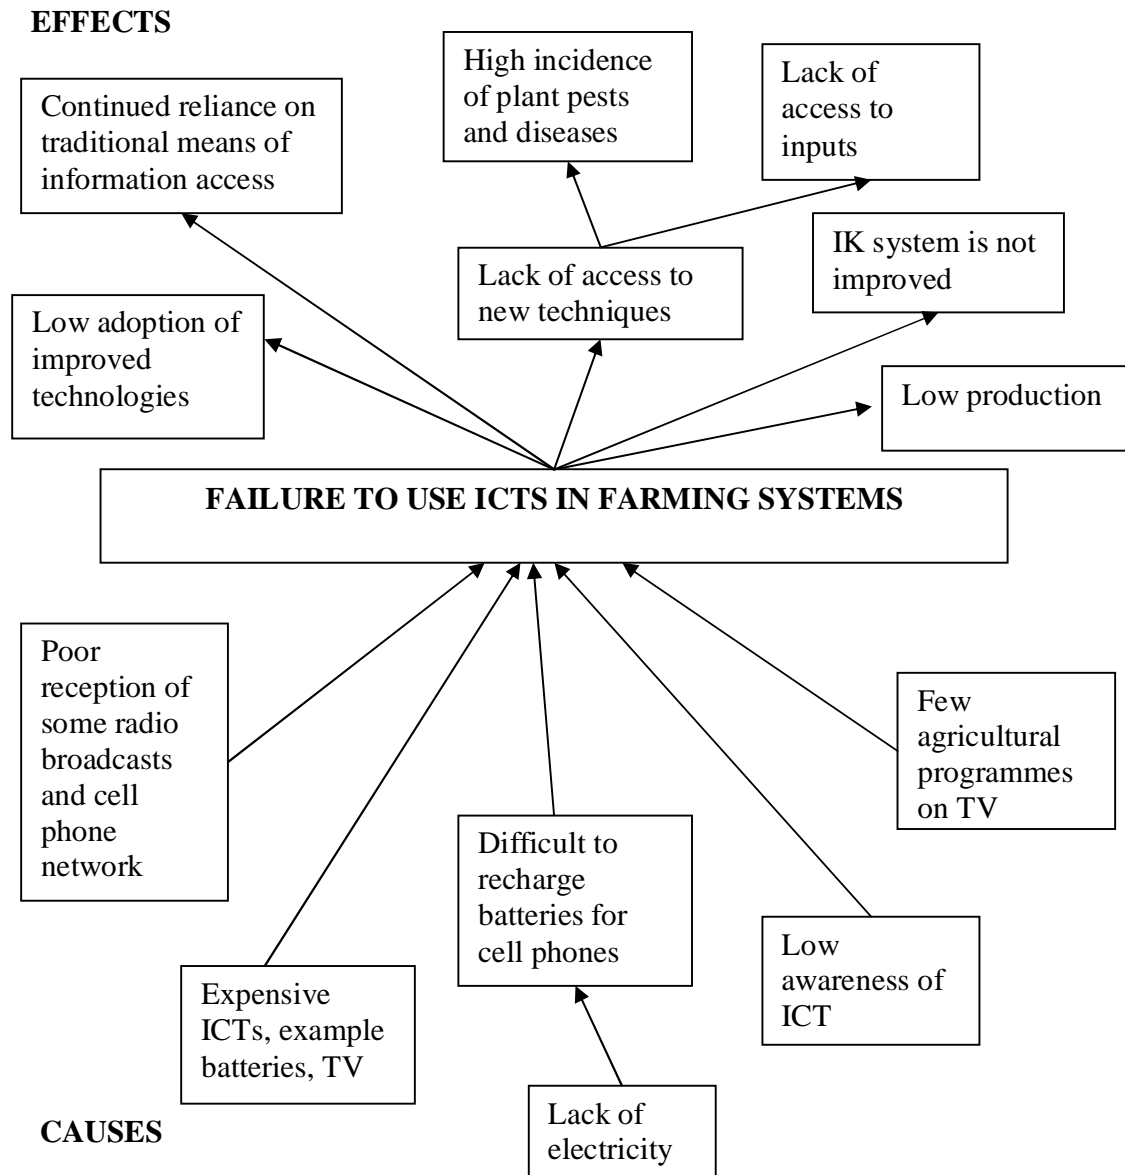 EFFECTS
High incidence
of plant pests
and diseases
Lack of
access to
inputs
Continued reliance on
traditional means of
information access
IK system is not
improved
Lack of access to
new techniques
Low adoption of
improved
technologies
Low production
FAILURE TO USE ICTS IN FARMING SYSTEMS
Poor
reception of
some radio
broadcasts
and cell
phone
network
Few
agricultural
programmes
on TV
Difficult to
recharge
batteries for
cell phones
Low
awareness of
ICT
Expensive
ICTs, example
batteries, TV
Lack of
electricity
CAUSES